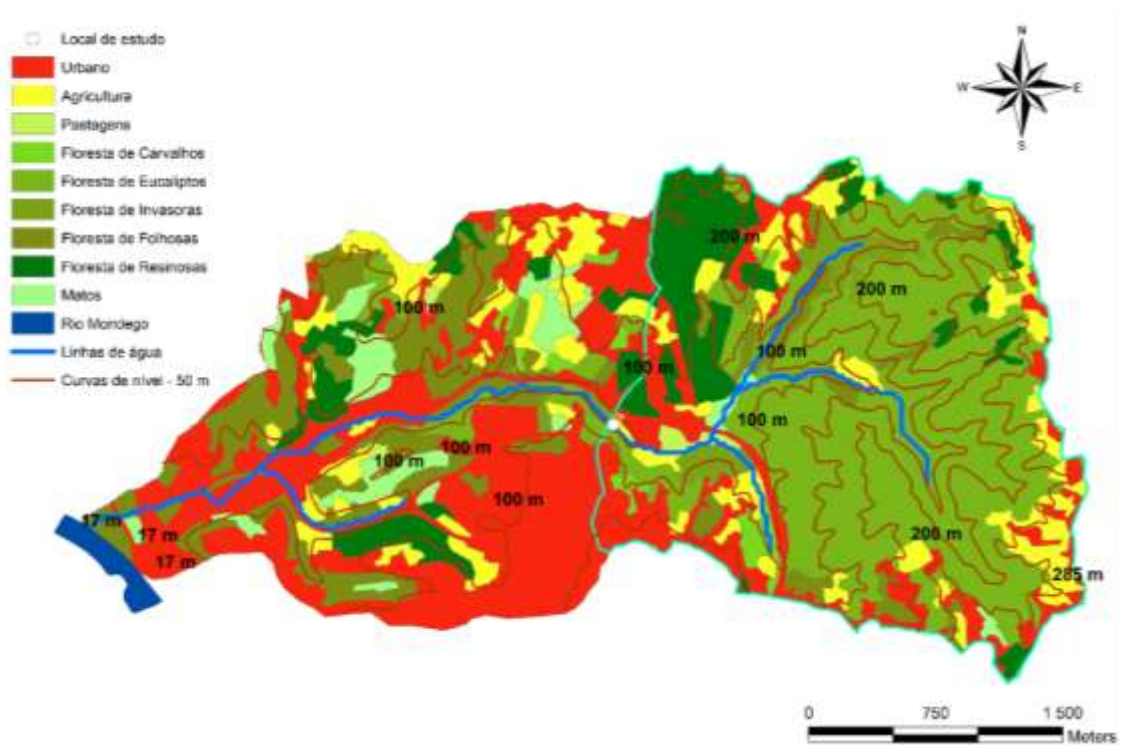 Local de estudo
Urbano
Agricultura
Pastagens
Floresta de Carvalhos
Floresta de Eucaliptos
Floresta de Invasoras
Floresta de Folhosas
Floresta de Resinosas
Matos
Rio Mondego
Linhas de água
Curvas de nível - 50 m
N
W
E
S
200 m
200 m
100 m
100 m
100 m
100 m
100 m
100 m
100 m
17 m
17 m
17 m
200 m
285 m
0 750 1 500
Meters